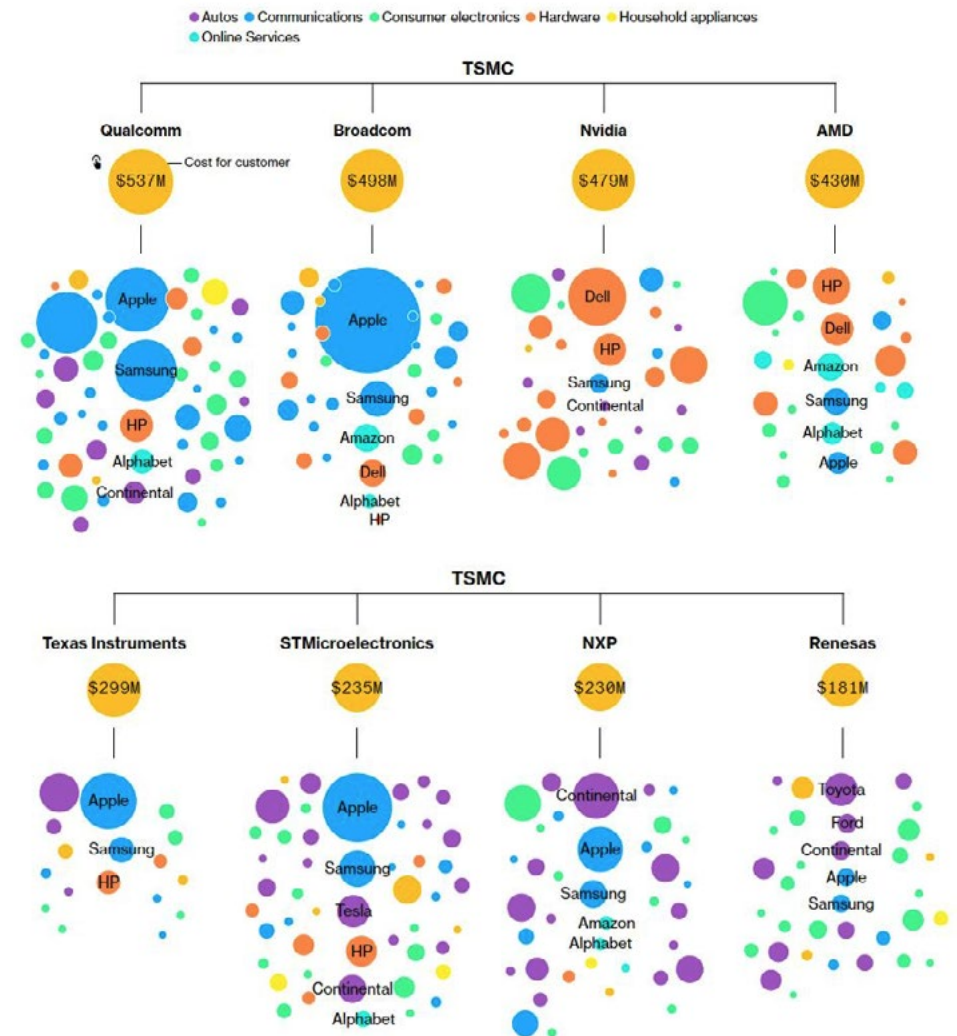 Autos Communications Consumer electronics Hardware Household appliances
Online Services
TSMC
Qualcomm Broadcom Nvidia AMD
Cost for customer
$537M $498M $479M $430M
Apple
Samsung
HP
Alphabet
Continental
Apple
Samsung
Amazon
Dell
Alphabet
HP
Dell
HP
Samsung
Continental
HP
Dell
Amazon
Samsung
Alphabet
Apple
TSMC
Texas Instruments STMicroelectronics NXP Renesas
$299M $235M $230M $181M
Apple
Samsung
HP
Apple
Samsung
Tesla
HP
Continental
Alphabet
Continental
Apple
Samsung
Amazon
Alphabet
Toyota
Ford
Continental
Apple
Samsung